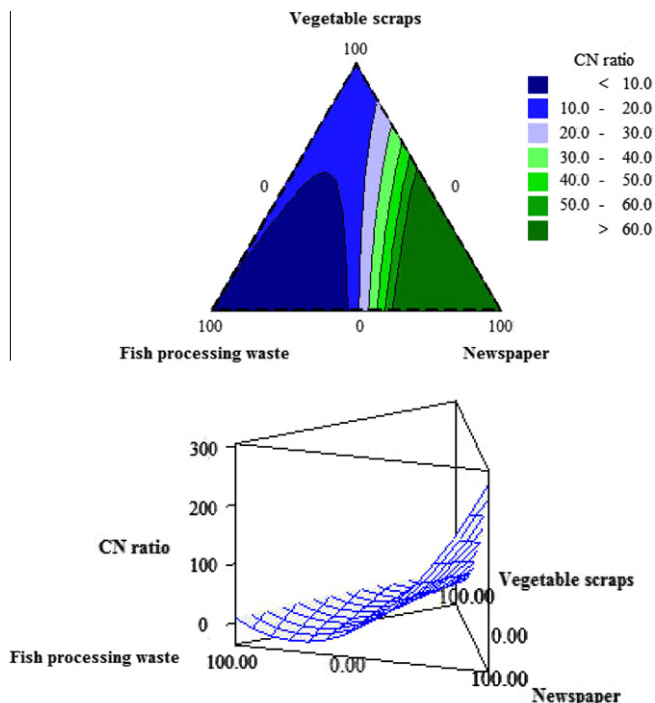 Vegetable scraps
100
CN ratio
< 10.0
10.0 - 20.0
20.0 - 30.0
30.0 - 40.0
40.0 - 50.0
50.0 - 60.0
> 60.0
0
0
100
0
100
Fish processing waste
Newspaper
300
200
CN ratio
100
0
Vegetable scraps
100.00
0.00
Fish processing waste
100.00
0.00
100.00
Newspaper